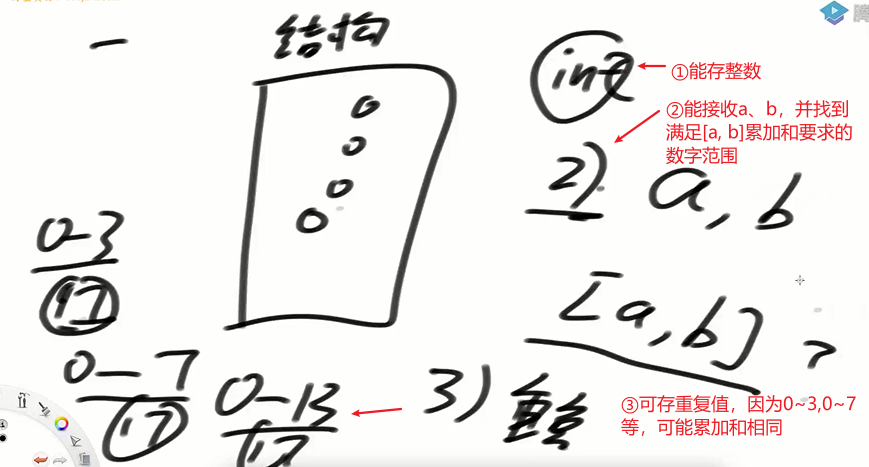 结构
int
①能存整数
②能接收a、b，并找到
满足[a, b]累加和要求的
数字范围
2)
a, b
0-3
17
[a, b] ?
0-7
17
0-13
17
3)
③可存重复值，因为0~3,0~7
等，可能累加和相同